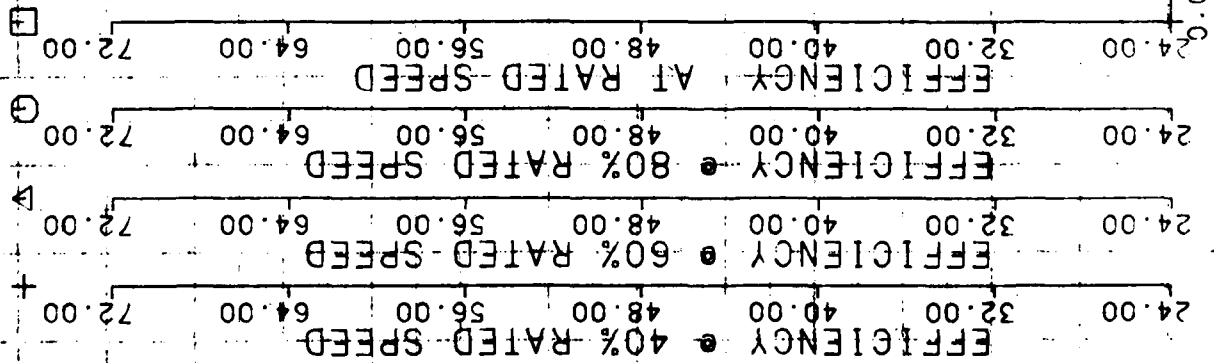 EFFICIENCY @ 40% RATED SPEED
24.00 32.00 40.00 48.00 56.00 64.00 72.00
EFFICIENCY @ 60% RATED SPEED
24.00 32.00 40.00 48.00 56.00 64.00 72.00
EFFICIENCY @ 80% RATED SPEED
24.00 32.00 40.00 48.00 56.00 64.00 72.00
EFFICIENCY AT RATED SPEED
24.00 32.00 40.00 48.00 56.00 64.00 72.00